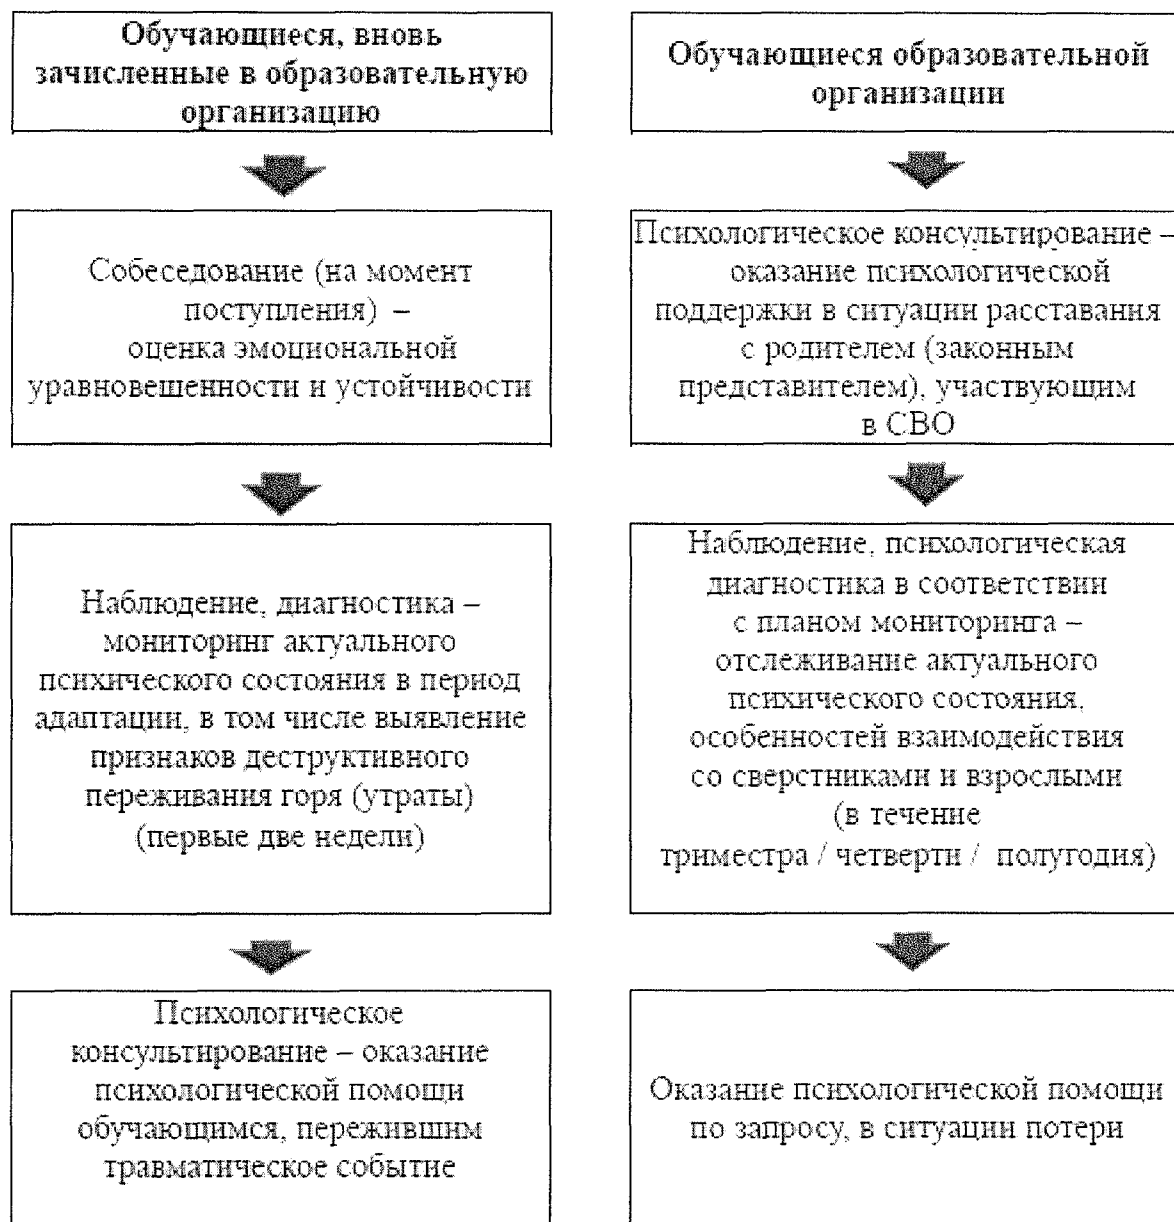 Обучающиеся, вновь
зачисленные в образовательную
организацию
Собеседование (на момент
поступления) –
оценка эмоциональной
уравновешенности и устойчивости
Наблюдение, диагностика –
мониторинг актуального
психического состояния в период
адаптации, в том числе выявление
признаков деструктивного
переживания горя (утраты)
(первые две недели)
Психологическое
консультирование – оказание
психологической помощи
обучающимся, пережившим
травматическое событие
Обучающиеся образовательной
организации
Психологическое консультирование –
оказание психологической
поддержки в ситуации расставания
с родителем (законным
представителем), участвующим
в СВО
Наблюдение, психологическая
диагностика в соответствии
с планом мониторинга –
отслеживание актуального
психического состояния,
особенностей взаимодействия
со сверстниками и взрослыми
(в течение
триместра / четверти / полугодия)
Оказание психологической помощи
по запросу, в ситуации потери